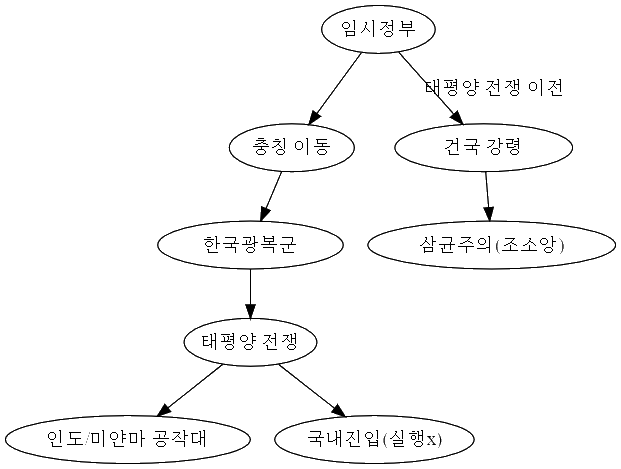 임시정부
태평양 전쟁 이전
충칭 이동
건국 강령
한국광복군
삼균주의(조소앙)
태평양 전쟁
인도/미얀마 공작대
국내진입(실행x)